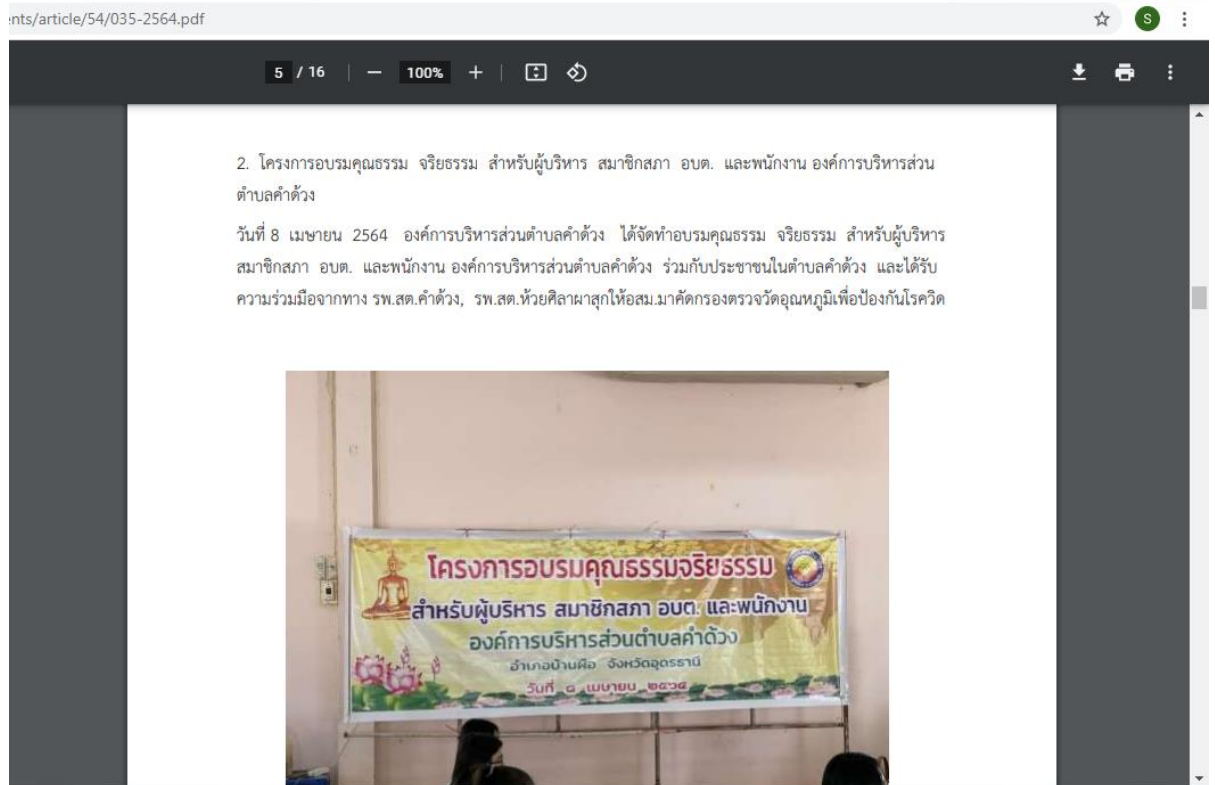 nts/article/54/035-2564.pdf
S
5 / 16 | − 100% + |
2. โครงการอบรมคุณธรรม จริยธรรม สำหรับผู้บริหาร สมาชิกสภา อบต. และพนักงาน องค์การบริหารส่วน
ตำบลคำด้วง
วันที่ 8 เมษายน 2564 องค์การบริหารส่วนตำบลคำด้วง ได้จัดทำอบรมคุณธรรม จริยธรรม สำหรับผู้บริหาร
สมาชิกสภา อบต. และพนักงาน องค์การบริหารส่วนตำบลคำด้วง ร่วมกับประชาชนในตำบลคำด้วง และได้รับ
ความร่วมมือจากทาง รพ.สต.คำด้วง, รพ.สต.ห้วยศิลาผาสุกให้อสม.มาคัดกรองตรวจวัดอุณหภูมิเพื่อป้องกันโรควิด
โครงการอบรมคุณธรรมจริยธรรม
สำหรับผู้บริหาร สมาชิกสภา อบต. และพนักงาน
องค์การบริหารส่วนตำบลคำด้วง
อำเภอบ้านผือ จังหวัดอุดรธานี
วันที่ ๘ เมษายน ๒๕๖๔